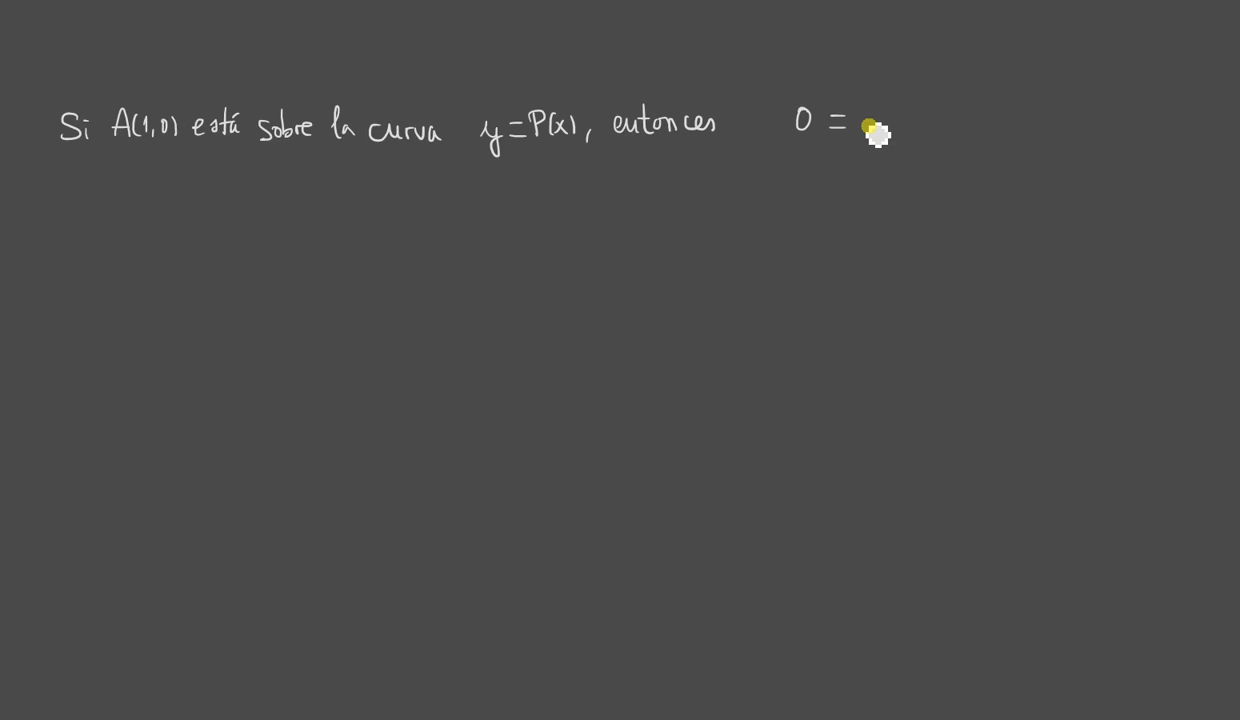 Si A(1,0) está sobre la curva y=P(x), entonces 0 =